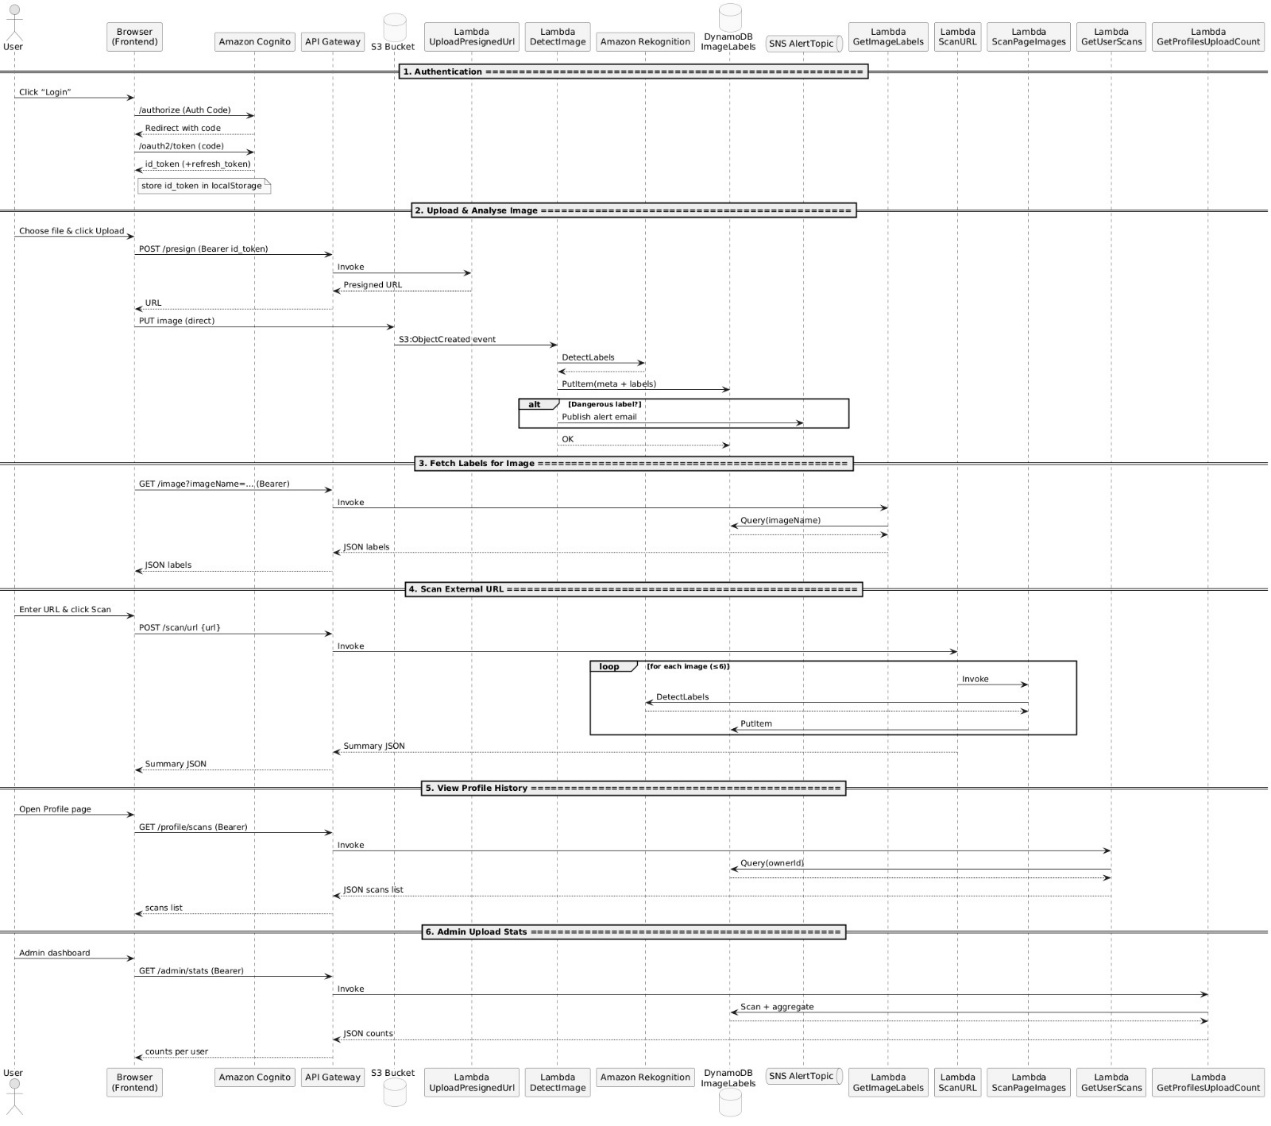 User
Browser
(Frontend)
Amazon Cognito
API Gateway
S3 Bucket
Lambda
UploadPresignedUrl
Lambda
DetectImage
Amazon Rekognition
DynamoDB
ImageLabels
SNS AlertTopic
Lambda
GetImageLabels
Lambda
ScanURL
Lambda
ScanPageImages
Lambda
GetUserScans
Lambda
GetProfilesUploadCount
1. Authentication ========================================================
Click “Login”
/authorize (Auth Code)
Redirect with code
/oauth2/token (code)
id_token (+refresh_token)
store id_token in localStorage
2. Upload & Analyse Image ==============================================
Choose file & click Upload
POST /presign (Bearer id_token)
Invoke
Presigned URL
URL
PUT image (direct)
S3:ObjectCreated event
DetectLabels
PutItem(meta + labels)
alt [Dangerous label?]
Publish alert email
OK
3. Fetch Labels for Image ==============================================
GET /image?imageName=... (Bearer)
Invoke
Query(imageName)
JSON labels
JSON labels
4. Scan External URL ====================================================
Enter URL & click Scan
POST /scan/url {url}
Invoke
loop [for each image (≤6)]
Invoke
DetectLabels
PutItem
Summary JSON
Summary JSON
5. View Profile History ==============================================
Open Profile page
GET /profile/scans (Bearer)
Invoke
Query(ownerId)
JSON scans list
scans list
6. Admin Upload Stats ==============================================
Admin dashboard
GET /admin/stats (Bearer)
Invoke
Scan + aggregate
JSON counts
counts per user
User
Browser
(Frontend)
Amazon Cognito
API Gateway
S3 Bucket
Lambda
UploadPresignedUrl
Lambda
DetectImage
Amazon Rekognition
DynamoDB
ImageLabels
SNS AlertTopic
Lambda
GetImageLabels
Lambda
ScanURL
Lambda
ScanPageImages
Lambda
GetUserScans
Lambda
GetProfilesUploadCount